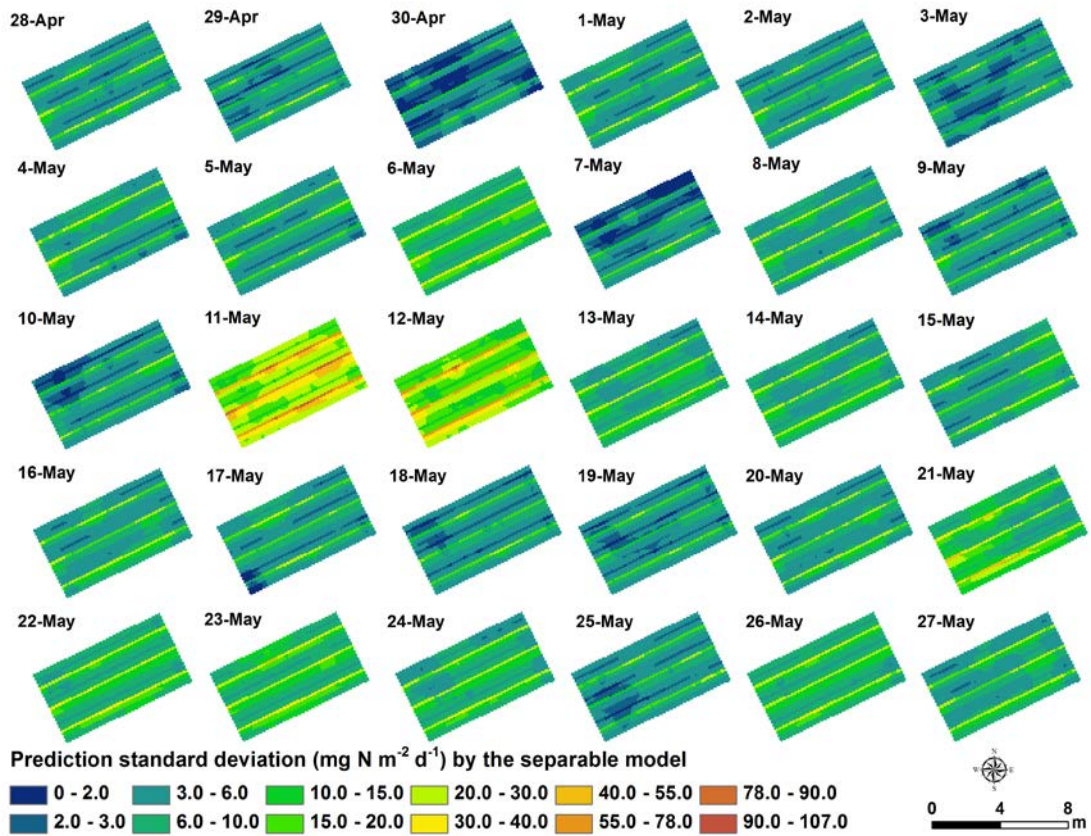 28-Apr 29-Apr 30-Apr 1-May 2-May 3-May
4-May 5-May 6-May 7-May 8-May 9-May
10-May 11-May 12-May 13-May 14-May 15-May
16-May 17-May 18-May 19-May 20-May 21-May
22-May 23-May 24-May 25-May 26-May 27-May
Prediction standard deviation (mg N m⁻² d⁻¹) by the separable model
N
W E
S
0 - 2.0 3.0 - 6.0 10.0 - 15.0 20.0 - 30.0 40.0 - 55.0 78.0 - 90.0
2.0 - 3.0 6.0 - 10.0 15.0 - 20.0 30.0 - 40.0 55.0 - 78.0 90.0 - 107.0
0 4 8
m